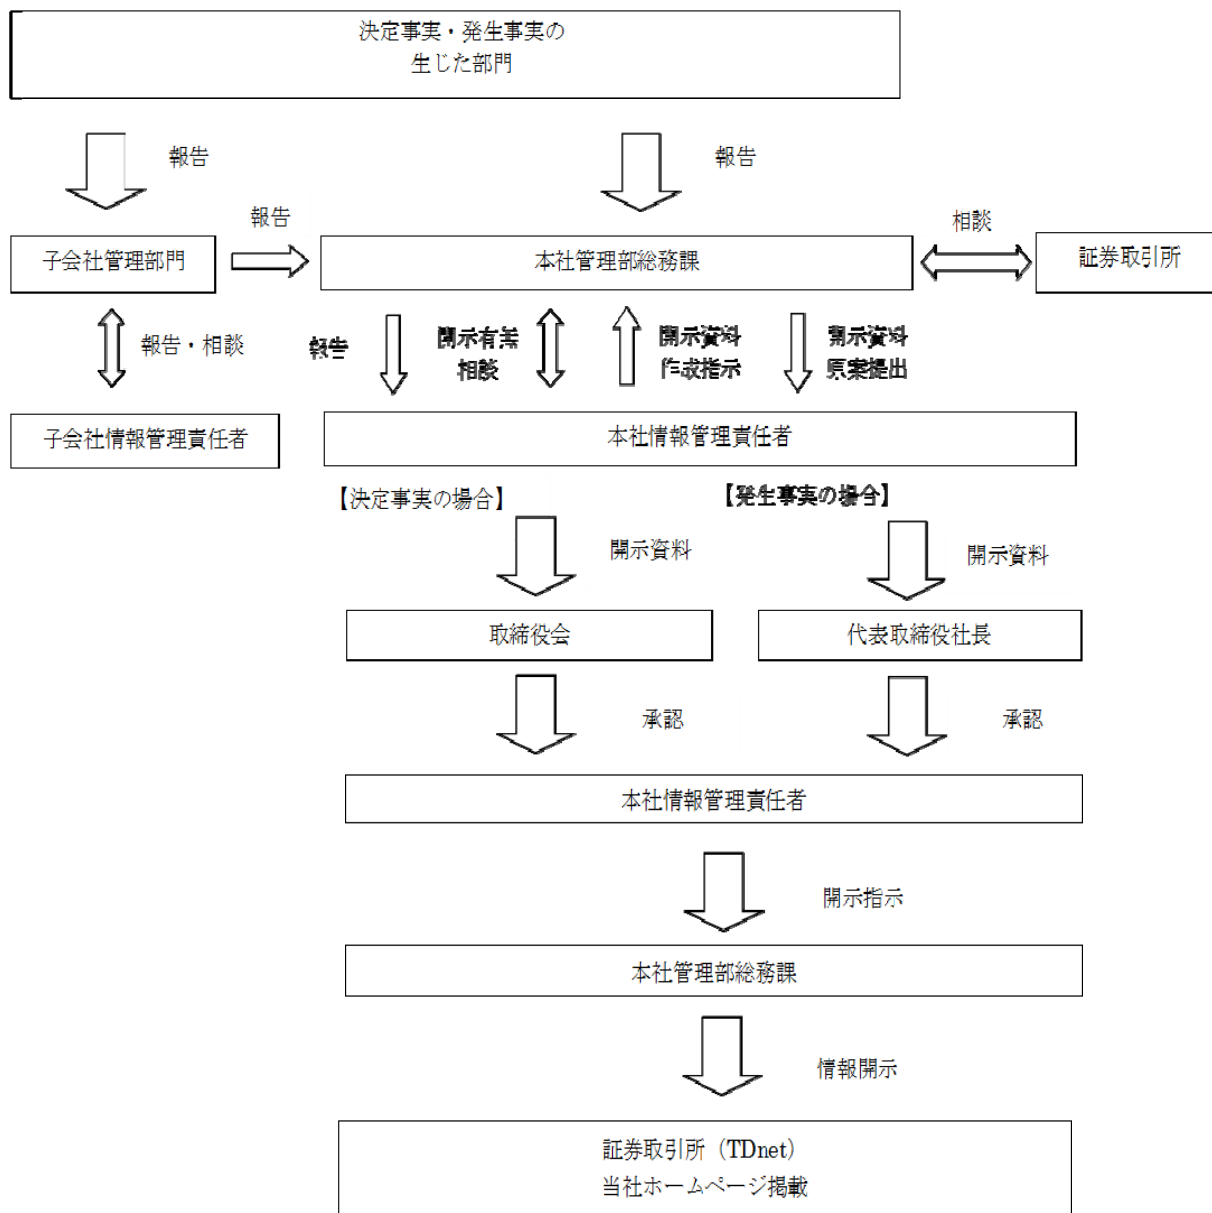 決定事実・発生事実の
生じた部門
報告
報告
子会社管理部門
報告
本社管理部総務課
相談
証券取引所
報告・相談
報告
開示有無
相談
開示資料
作成指示
開示資料
原案提出
子会社情報管理責任者
本社情報管理責任者
【決定事実の場合】
【発生事実の場合】
開示資料
開示資料
取締役会
代表取締役社長
承認
承認
本社情報管理責任者
開示指示
本社管理部総務課
情報開示
証券取引所（TDnet）
当社ホームページ掲載